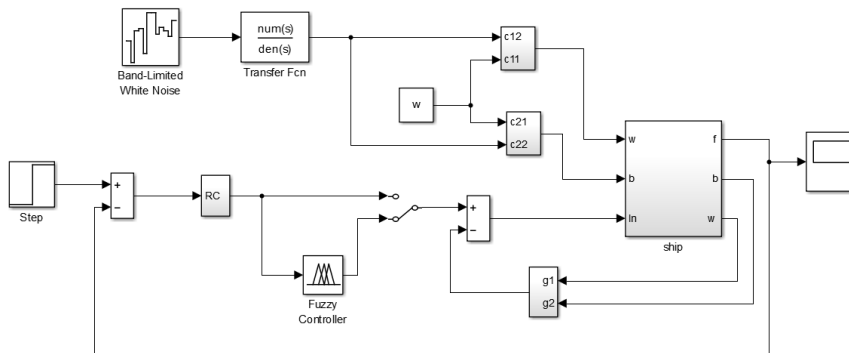 num(s)
den(s)
Band-Limited
White Noise
Transfer Fcn
c12
c11
w
c21
c22
w
f
b
b
In
w
ship
Step
+
−
RC
+
−
Fuzzy
Controller
g1
g2